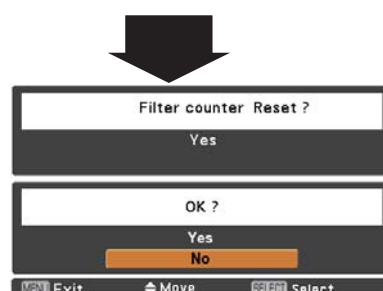 Filter counter Reset ?
Yes
OK ?
Yes
No
MENU Exit Move SELECT Select